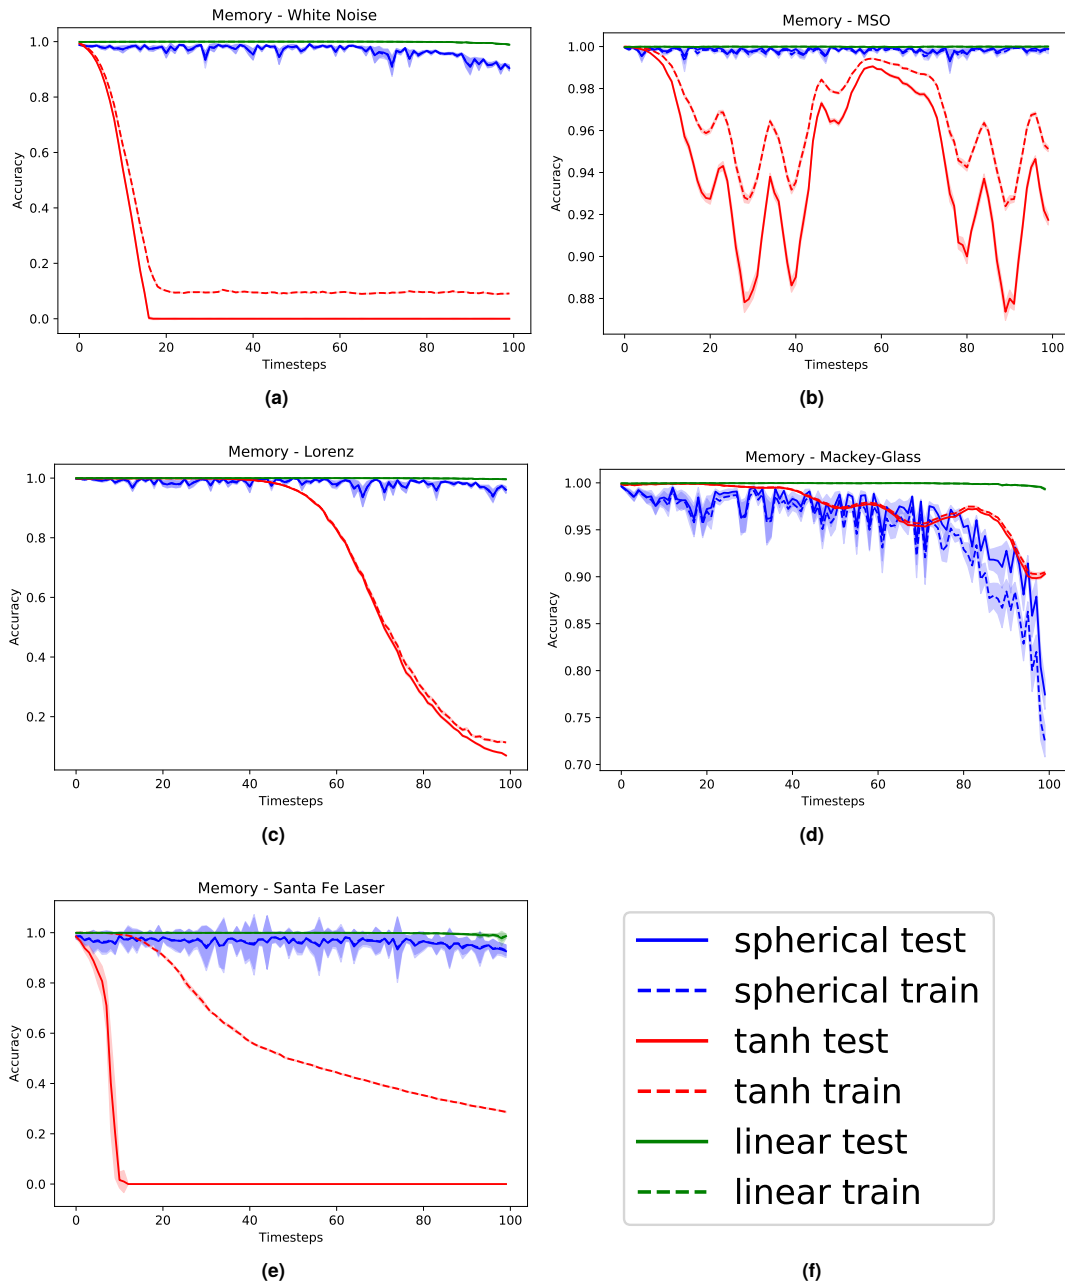 Memory - White Noise
1.0
0.8
0.6
0.4
0.2
0.0
Accuracy
0 20 40 60 80 100
Timesteps
(a)
Memory - MSO
1.00
0.98
0.96
0.94
0.92
0.90
0.88
Accuracy
0 20 40 60 80 100
Timesteps
(b)
Memory - Lorenz
1.0
0.8
0.6
0.4
0.2
Accuracy
0 20 40 60 80 100
Timesteps
(c)
Memory - Mackey-Glass
1.00
0.95
0.90
0.85
0.80
0.75
0.70
Accuracy
0 20 40 60 80 100
Timesteps
(d)
Memory - Santa Fe Laser
1.0
0.8
0.6
0.4
0.2
0.0
Accuracy
0 20 40 60 80 100
Timesteps
(e)
spherical test
spherical train
tanh test
tanh train
linear test
linear train
(f)